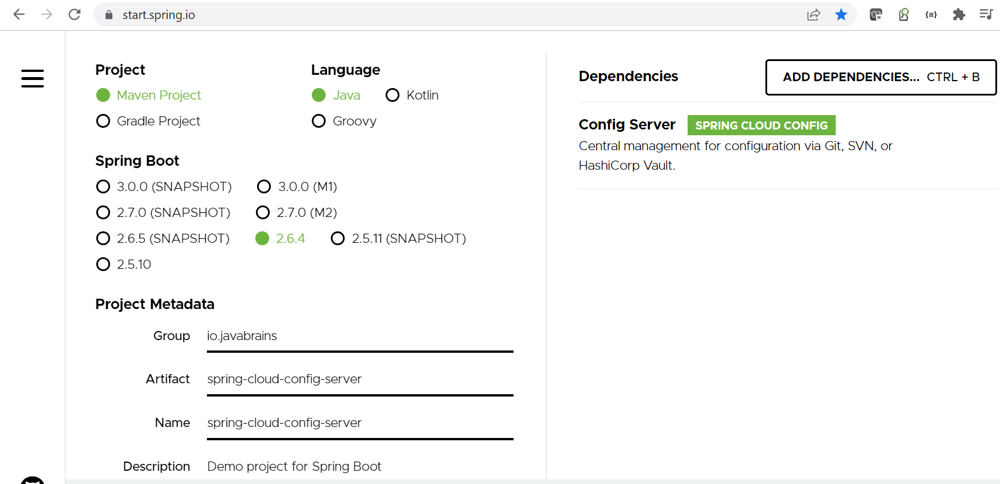 start.spring.io
Project
Maven Project
Gradle Project
Language
Java Kotlin
Groovy
Spring Boot
3.0.0 (SNAPSHOT) 3.0.0 (M1)
2.7.0 (SNAPSHOT) 2.7.0 (M2)
2.6.5 (SNAPSHOT) 2.6.4 2.5.11 (SNAPSHOT)
2.5.10
Project Metadata
Group io.javabrains
Artifact spring-cloud-config-server
Name spring-cloud-config-server
Description Demo project for Spring Boot
Dependencies ADD DEPENDENCIES... CTRL + B
Config Server SPRING CLOUD CONFIG
Central management for configuration via Git, SVN, or
HashiCorp Vault.